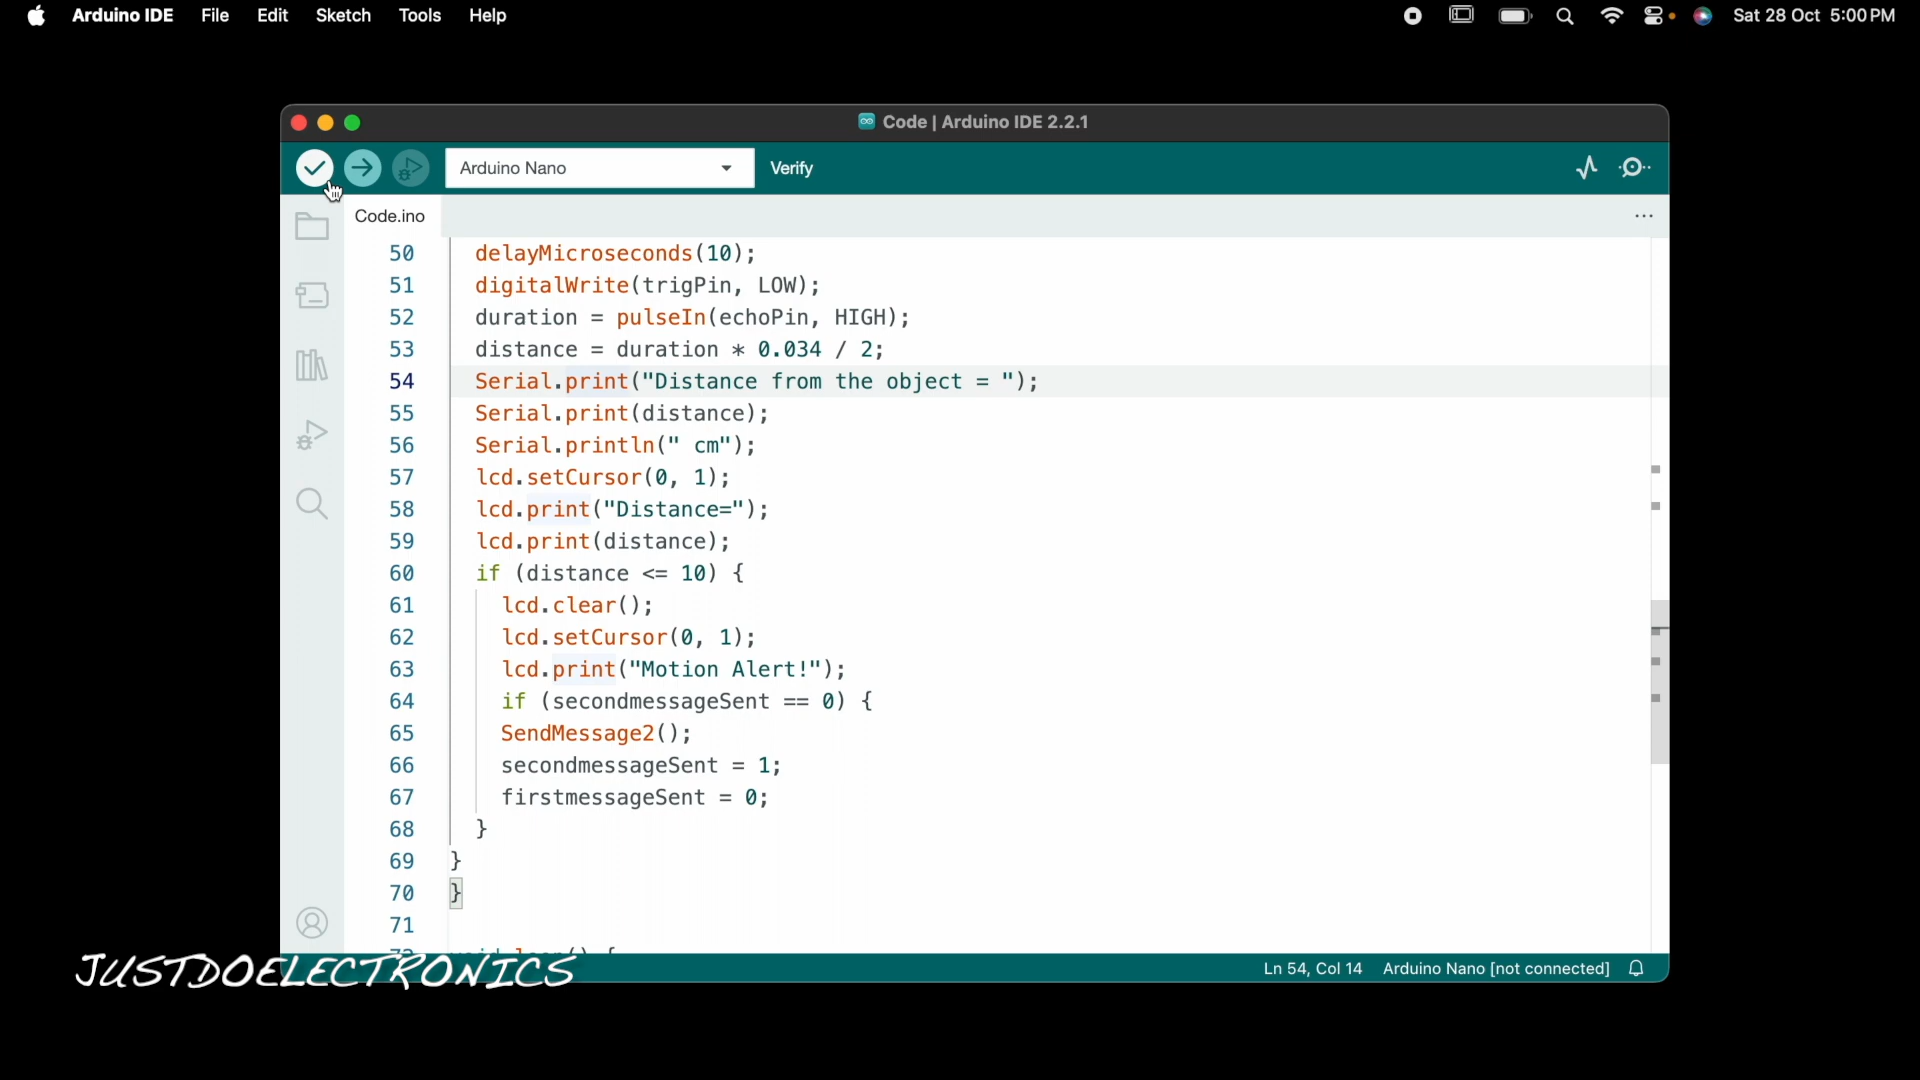 Arduino IDE File Edit Sketch Tools Help Sat 28 Oct 5:00 PM
Code | Arduino IDE 2.2.1
Arduino Nano Verify
Code.ino ...
50 delayMicroseconds(10);
51 digitalWrite(trigPin, LOW);
52 duration = pulseIn(echoPin, HIGH);
53 distance = duration * 0.034 / 2;
54 Serial.print("Distance from the object = ");
55 Serial.print(distance);
56 Serial.println(" cm");
57 lcd.setCursor(0, 1);
58 lcd.print("Distance=");
59 lcd.print(distance);
60 if (distance <= 10) {
61 lcd.clear();
62 lcd.setCursor(0, 1);
63 lcd.print("Motion Alert!");
64 if (secondmessageSent == 0) {
65 SendMessage2();
66 secondmessageSent = 1;
67 firstmessageSent = 0;
68 }
69 }
70 }
71
JUSTDOELECTRONICS
Ln 54, Col 14 Arduino Nano [not connected]